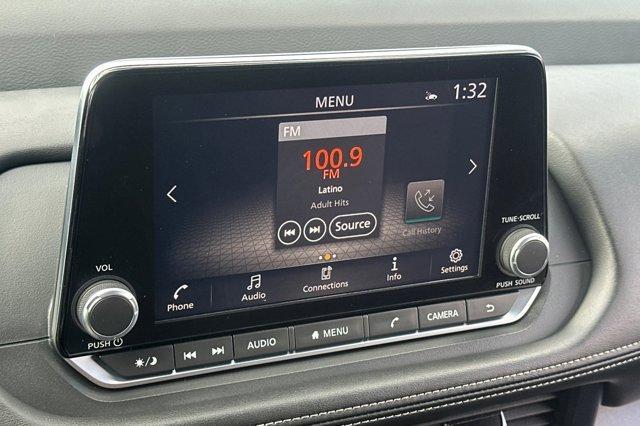 MENU
1:32
FM
100.9
FM
Latino
Adult Hits
Source
Call History
Phone
Audio
Connections
Info
Settings
VOL
PUSH
TUNE·SCROLL
PUSH SOUND
AUDIO
MENU
CAMERA